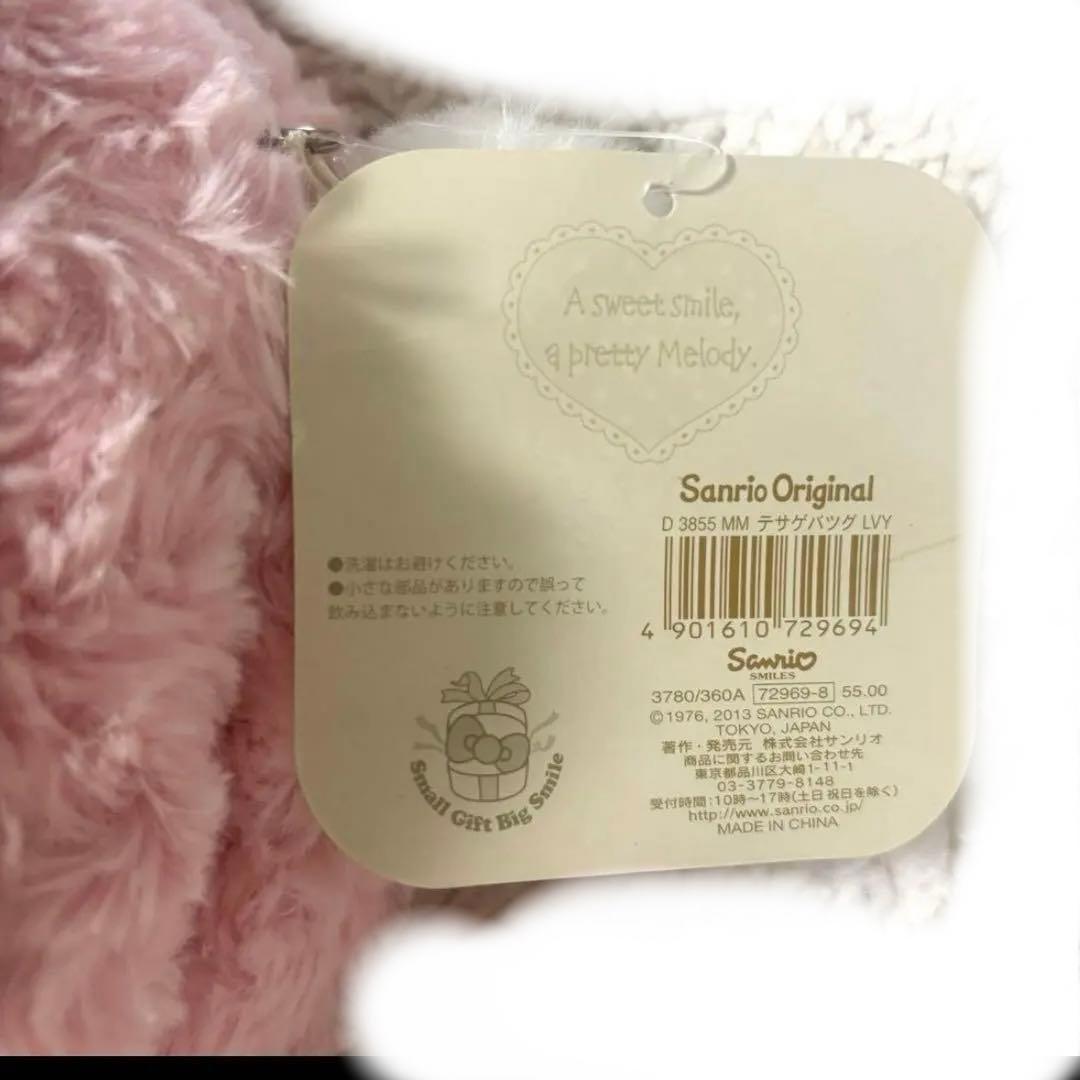 A sweet smile,
a pretty Melody.
Sanrio Original
D 3855 MM テサゲバツグ LVY
●洗濯はお避けください。
●小さな部品がありますので誤って
飲み込まないように注意してください。
4 901610 729694
Sanrio
SMILES
3780/360A 72969-8 55.00
©1976, 2013 SANRIO CO., LTD.
TOKYO, JAPAN
著作・発売元 株式会社サンリオ
商品に関するお問い合わせ先
東京都品川区大崎1-11-1
03-3779-8148
受付時間:10時〜17時(土日 祝日を除く)
http://www.sanrio.co.jp/
MADE IN CHINA
Small Gift Big Smile